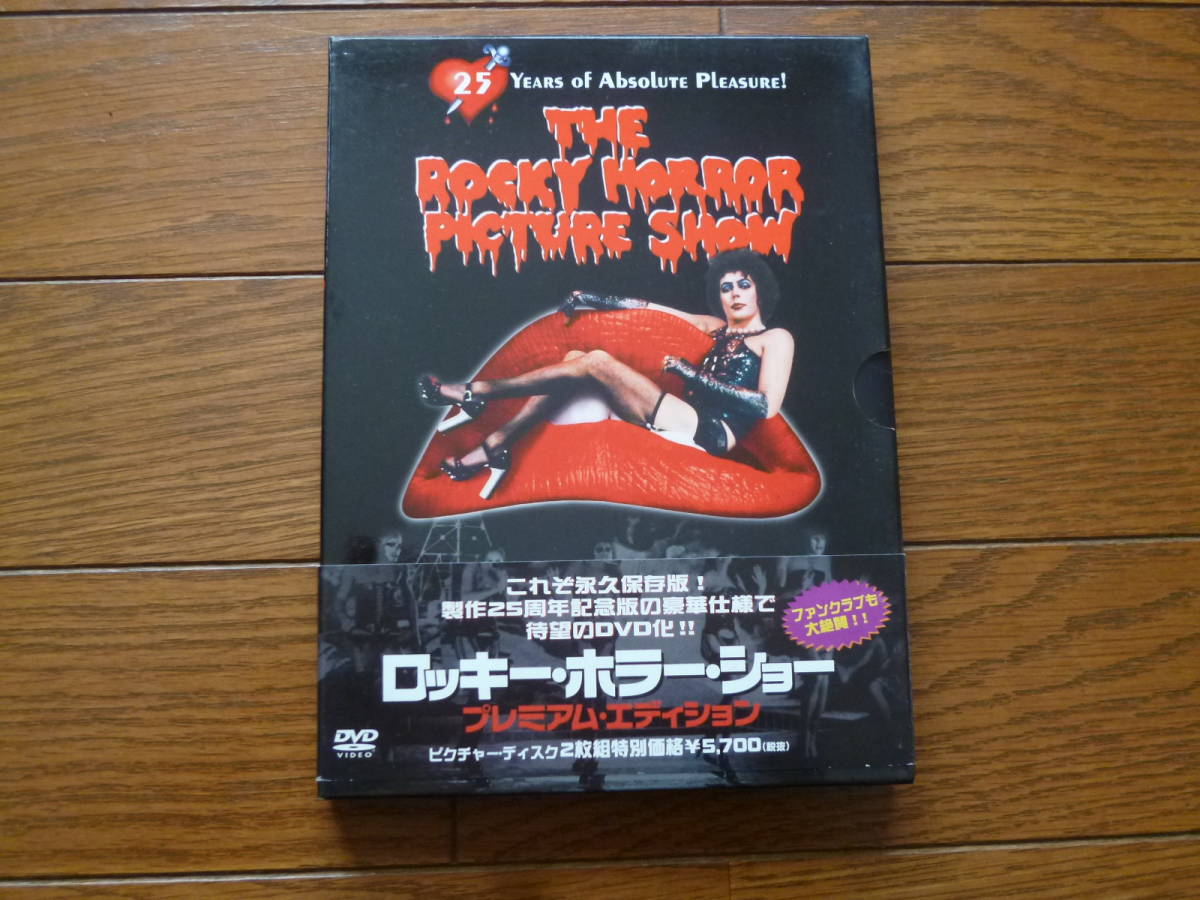 25 YEARS OF ABSOLUTE PLEASURE!
THE
ROCKY HORROR
PICTURE SHOW
これぞ永久保存版！
製作25周年記念版の豪華仕様で
待望のDVD化!!
ファンクラブも
大絶賛!!
ロッキー・ホラー・ショー
プレミアム・エディション
DVD
VIDEO
ピクチャー・ディスク2枚組特別価格¥5,700(税抜)